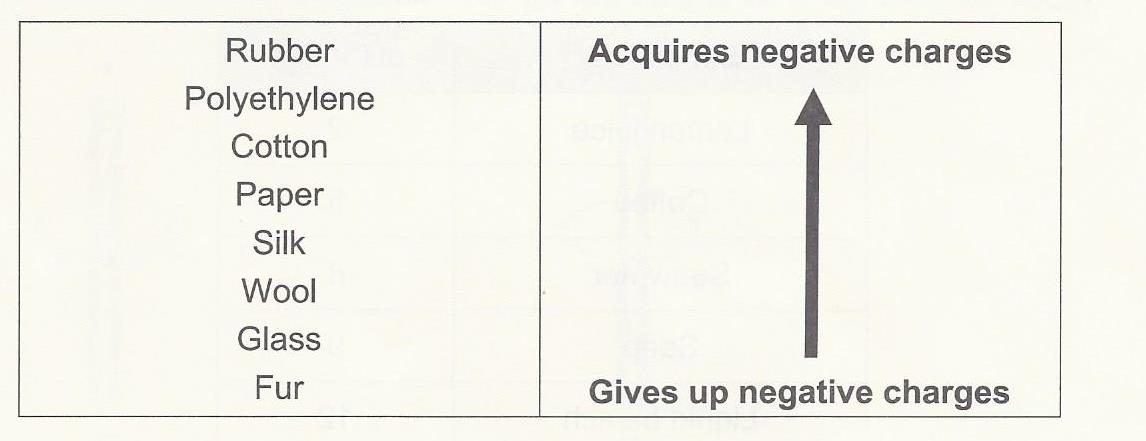 Rubber
Polyethylene
Cotton
Paper
Silk
Wool
Glass
Fur
Acquires negative charges
Gives up negative charges